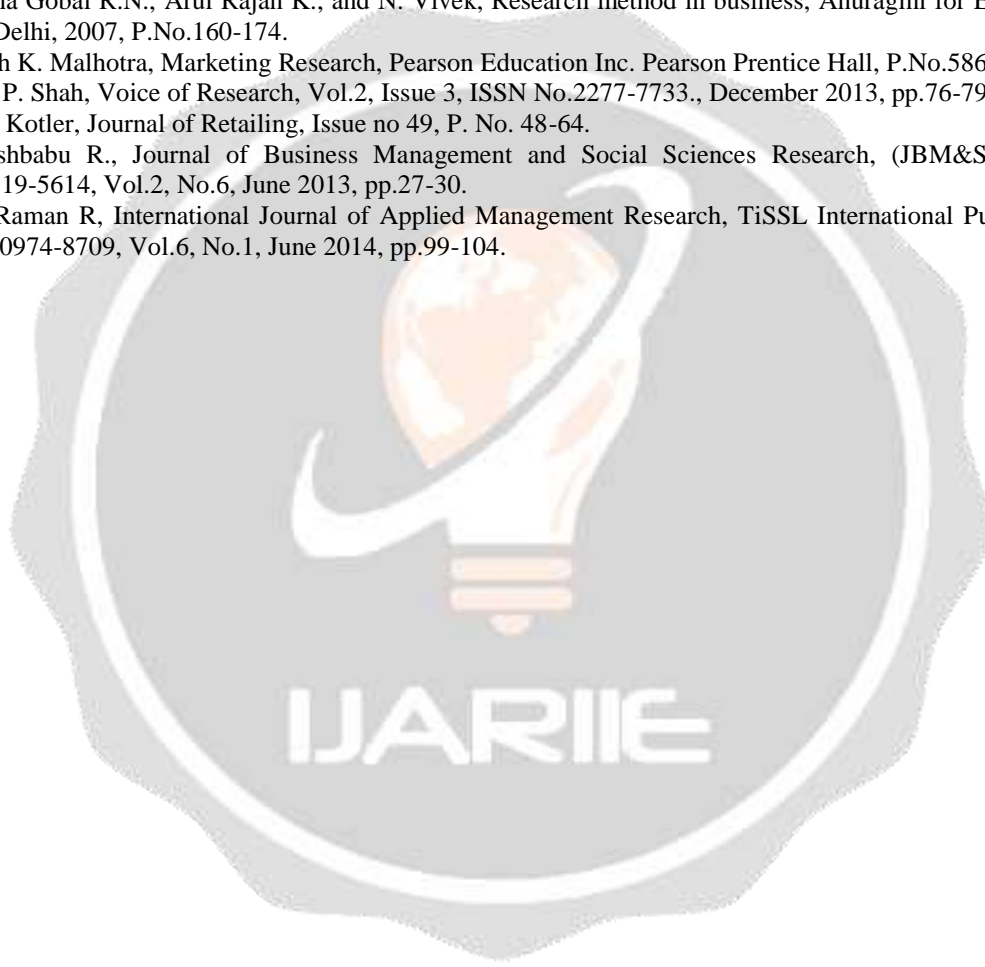 Gobal R.N., Arul Rajan K., and N. Vivek, Research method in business, Anuragini for
Delhi, 2007, P.No.160-174.
K. Malhotra, Marketing Research, Pearson Education Inc. Pearson Prentice Hall, P.No.586
P. Shah, Voice of Research, Vol.2, Issue 3, ISSN No.2277-7733., December 2013, pp.76-79
Kotler, Journal of Retailing, Issue no 49, P. No. 48-64.
R., Journal of Business Management and Social Sciences Research, (JBM&S
19-5614, Vol.2, No.6, June 2013, pp.27-30.
Raman R, International Journal of Applied Management Research, TiSSL International
0974-8709, Vol.6, No.1, June 2014, pp.99-104.
IJARIIE